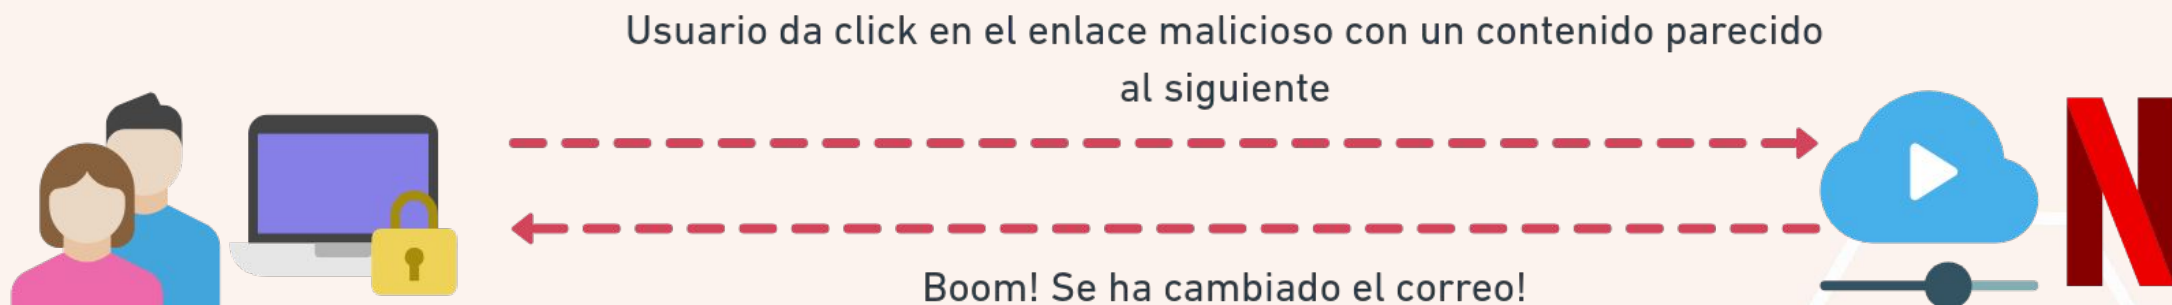 Usuario da click en el enlace malicioso con un contenido parecido
al siguiente
Boom! Se ha cambiado el correo!